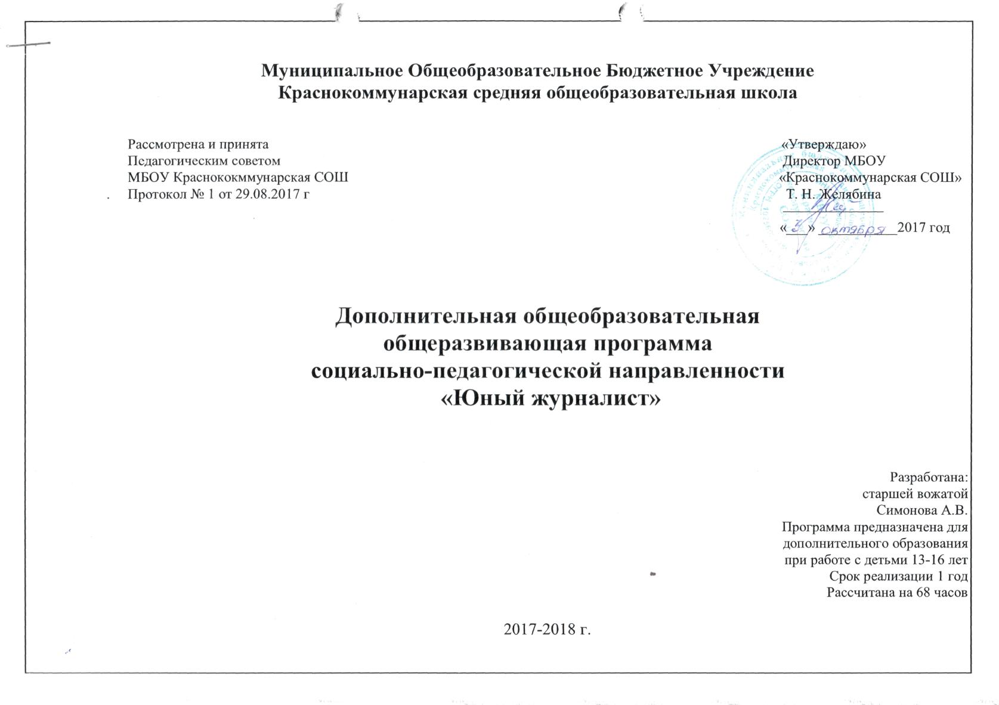 Муниципальное Общеобразовательное Бюджетное Учреждение
Краснокоммунарская средняя общеобразовательная школа
Рассмотрена и принята
Педагогическим советом
МБОУ Краснококммунарская СОШ
Протокол № 1 от 29.08.2017 г
«Утверждаю»
Директор МБОУ
«Краснокоммунарская СОШ»
Т. Н. Желябина
«3» октября 2017 год
Дополнительная общеобразовательная
общеразвивающая программа
социально-педагогической направленности
«Юный журналист»
Разработана:
старшей вожатой
Симонова А.В.
Программа предназначена для
дополнительного образования
при работе с детьми 13-16 лет
Срок реализации 1 год
Рассчитана на 68 часов
2017-2018 г.